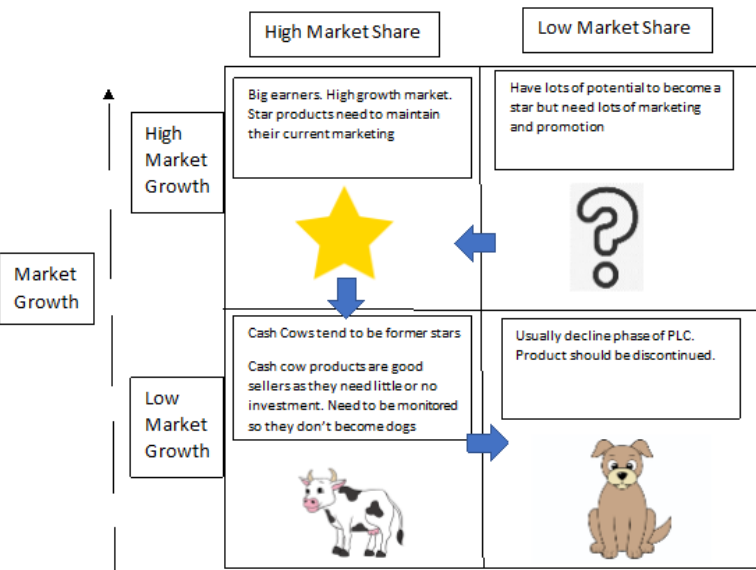 High Market Share
Low Market Share
Big earners. High growth market.
Star products need to maintain
their current marketing
Have lots of potential to become a
star but need lots of marketing
and promotion
High
Market
Growth
Market
Growth
Cash Cows tend to be former stars
Cash cow products are good
sellers as they need little or no
investment. Need to be monitored
so they don't become dogs
Usually decline phase of PLC.
Product should be discontinued.
Low
Market
Growth